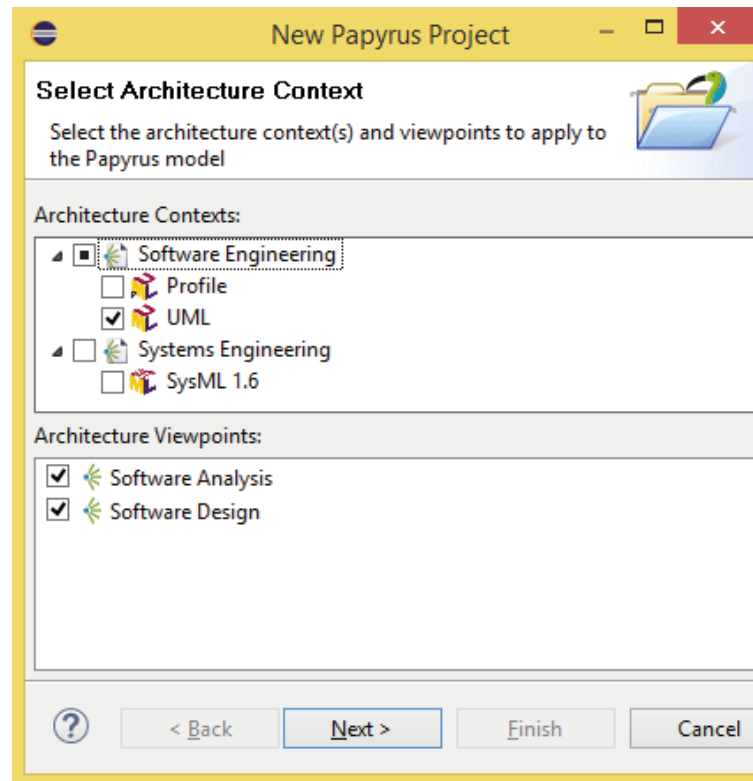 New Papyrus Project
Select Architecture Context
Select the architecture context(s) and viewpoints to apply to
the Papyrus model
Architecture Contexts:
Software Engineering
Profile
UML
Systems Engineering
SysML 1.6
Architecture Viewpoints:
Software Analysis
Software Design
? < Back Next > Finish Cancel